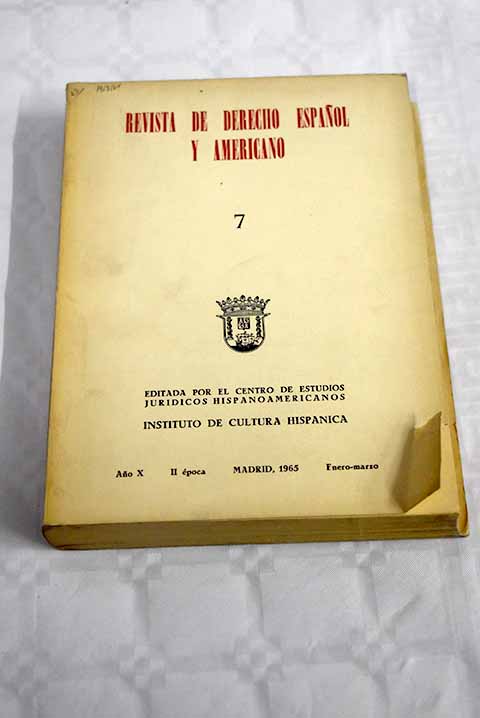 REVISTA DE DERECHO ESPAÑOL
Y AMERICANO
7
EDITADA POR EL CENTRO DE ESTUDIOS
JURIDICOS HISPANOAMERICANOS
INSTITUTO DE CULTURA HISPANICA
Año X II época MADRID, 1965 Enero-marzo